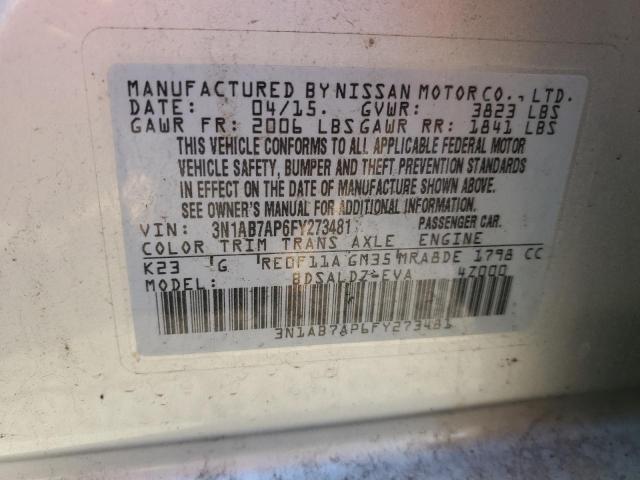 MANUFACTURED BY NISSAN MOTOR CO., LTD.
DATE: 04/15. GVWR: 3823 LBS
GAWR FR: 2006 LBS GAWR RR: 1841 LBS
THIS VEHICLE CONFORMS TO ALL APPLICABLE FEDERAL MOTOR
VEHICLE SAFETY, BUMPER AND THEFT PREVENTION STANDARDS
IN EFFECT ON THE DATE OF MANUFACTURE SHOWN ABOVE.
SEE OWNER'S MANUAL FOR ADDITIONAL INFORMATION.
VIN: 3N1AB7AP6FY273481 PASSENGER CAR.
COLOR TRIM TRANS AXLE ENGINE
K23 G RE0F11A GM35 MRA8DE 1798 CC
MODEL: BDSALDZ-EVA 4Z000
3N1AB7AP6FY273481